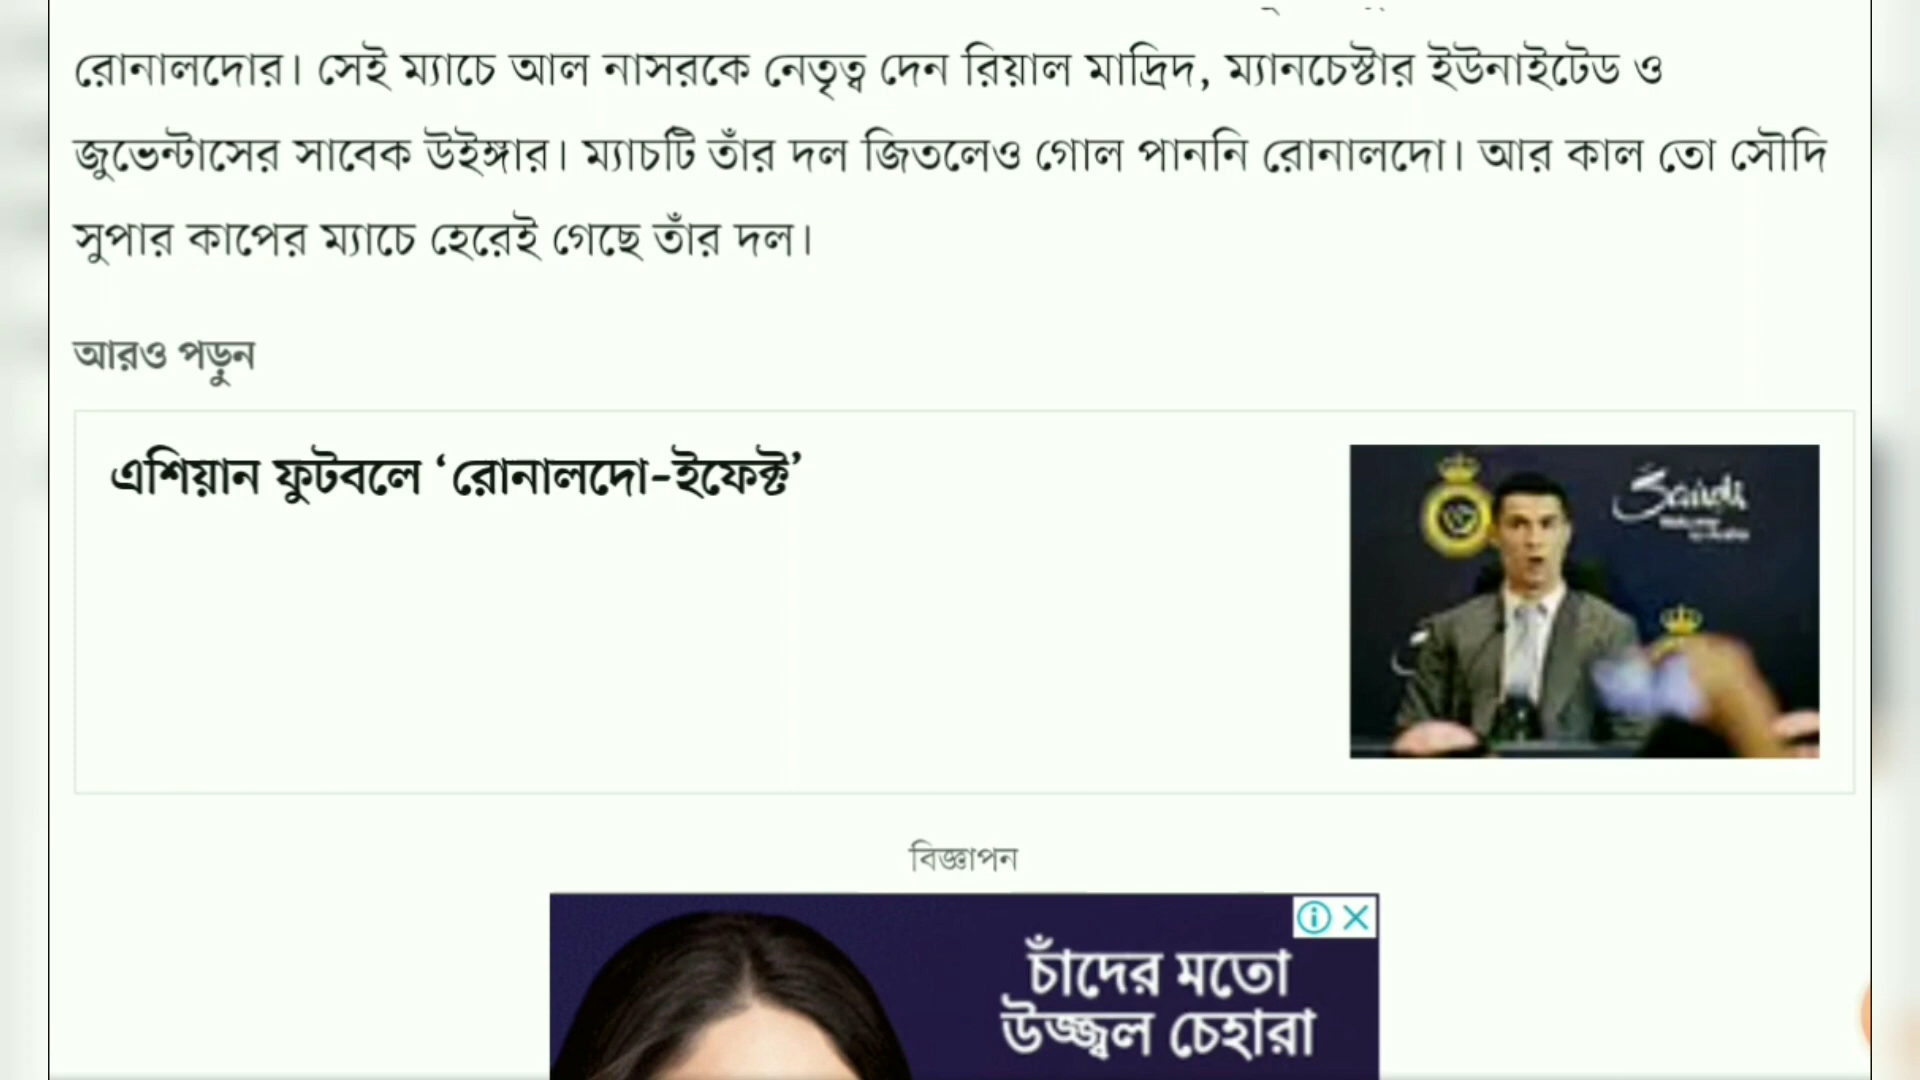 রোনালদোর। সেই ম্যাচে আল নাসরকে নেতৃত্ব দেন রিয়াল মাদ্রিদ, ম্যানচেস্টার ইউনাইটেড ও
জুভেন্টাসের সাবেক উইঙ্গার। ম্যাচটি তাঁর দল জিতলেও গোল পাননি রোনালদো। আর কাল তো সৌদি
সুপার কাপের ম্যাচে হেরেই গেছে তাঁর দল।
আরও পড়ুন
এশিয়ান ফুটবলে ‘রোনালদো-ইফেক্ট’
Saudi
বিজ্ঞাপন
চাঁদের মতো
উজ্জ্বল চেহারা